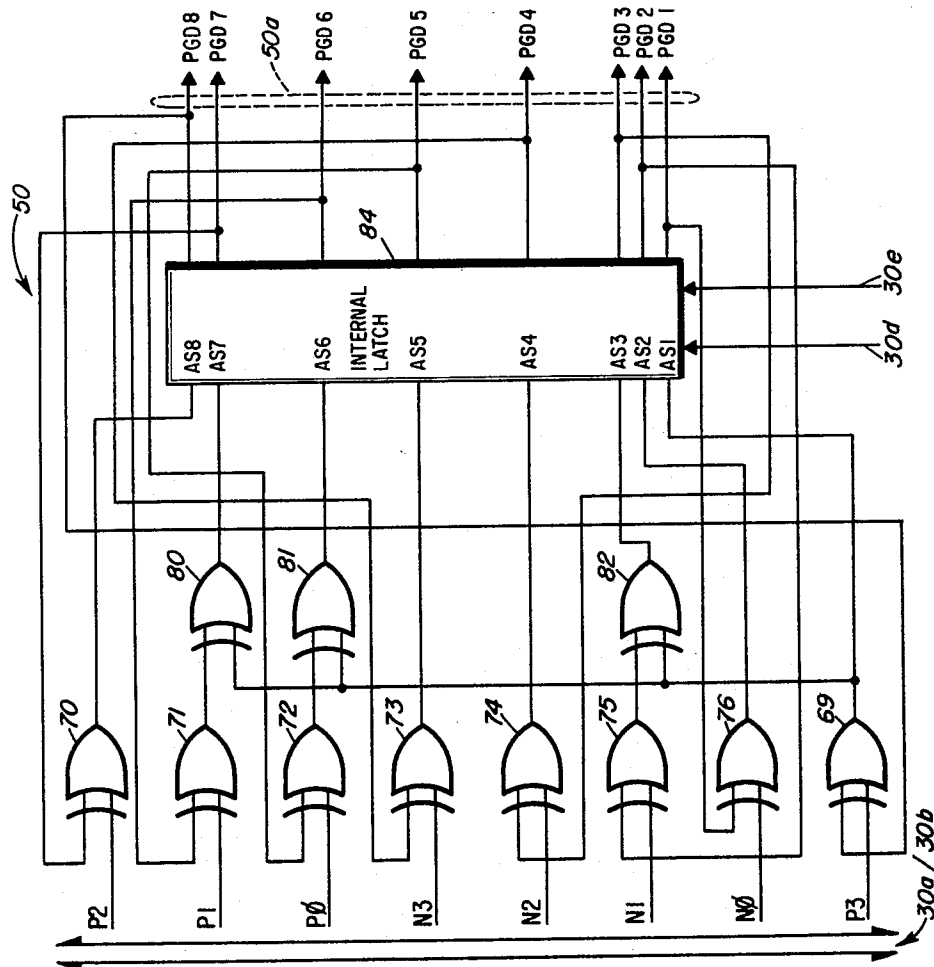 50
50a
PGD 8
PGD 7
PGD 6
PGD 5
PGD 4
PGD 3
PGD 2
PGD 1
84
INTERNAL
LATCH
AS8
AS7
AS6
AS5
AS4
AS3
AS2
AS1
30e
30d
80
81
82
70
71
72
73
74
75
76
69
P2
P1
PØ
N3
N2
N1
NØ
P3
30a / 30b